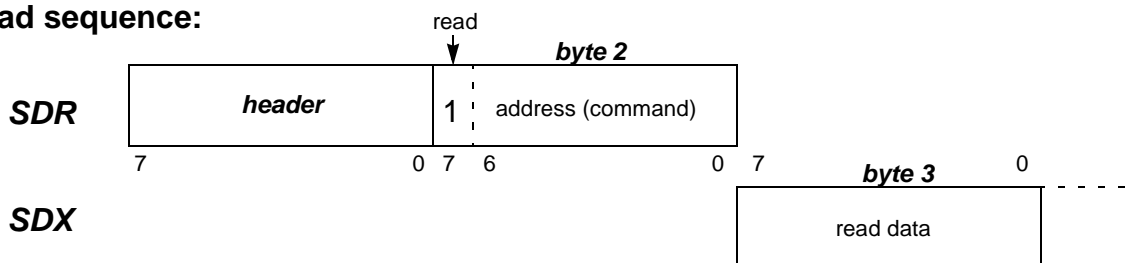 ad sequence:
read
byte 2
SDR header 1 address (command)
7 0 7 6 0 7 0
byte 3
SDX read data